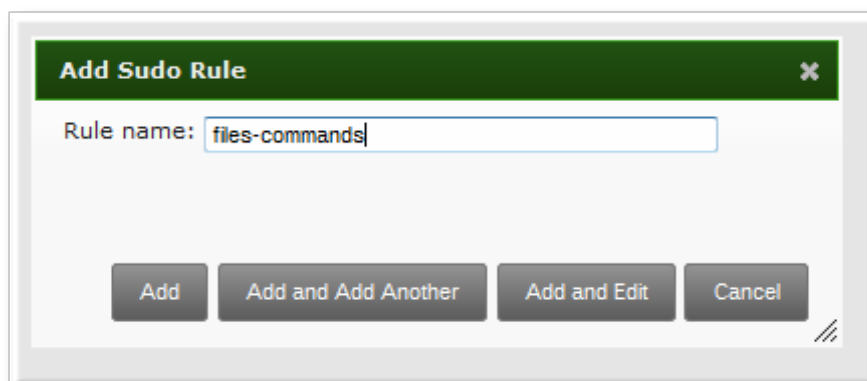 Add Sudo Rule
Rule name: files-commands
Add Add and Add Another Add and Edit Cancel